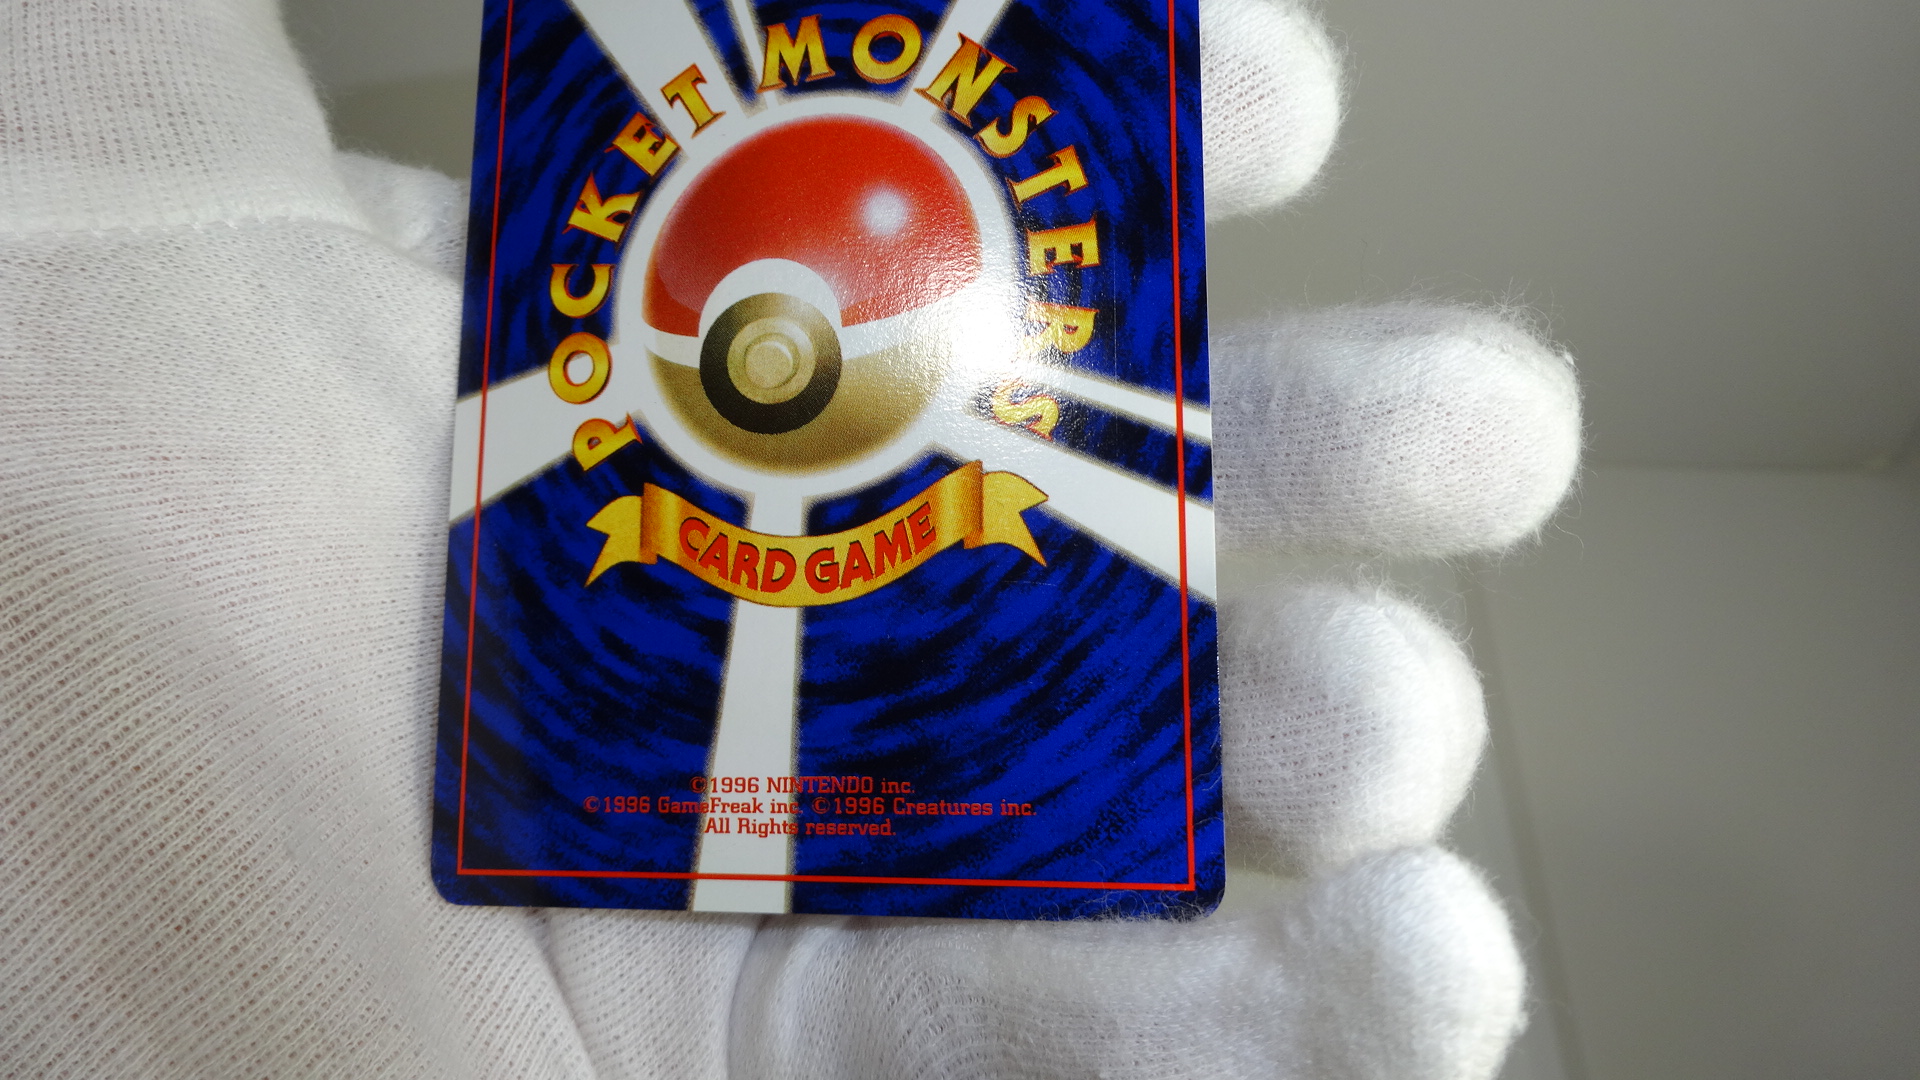 POCKET MONSTERS
CARD GAME
©1996 NINTENDO inc.
©1996 GameFreak inc. ©1996 Creatures inc.
All Rights reserved.